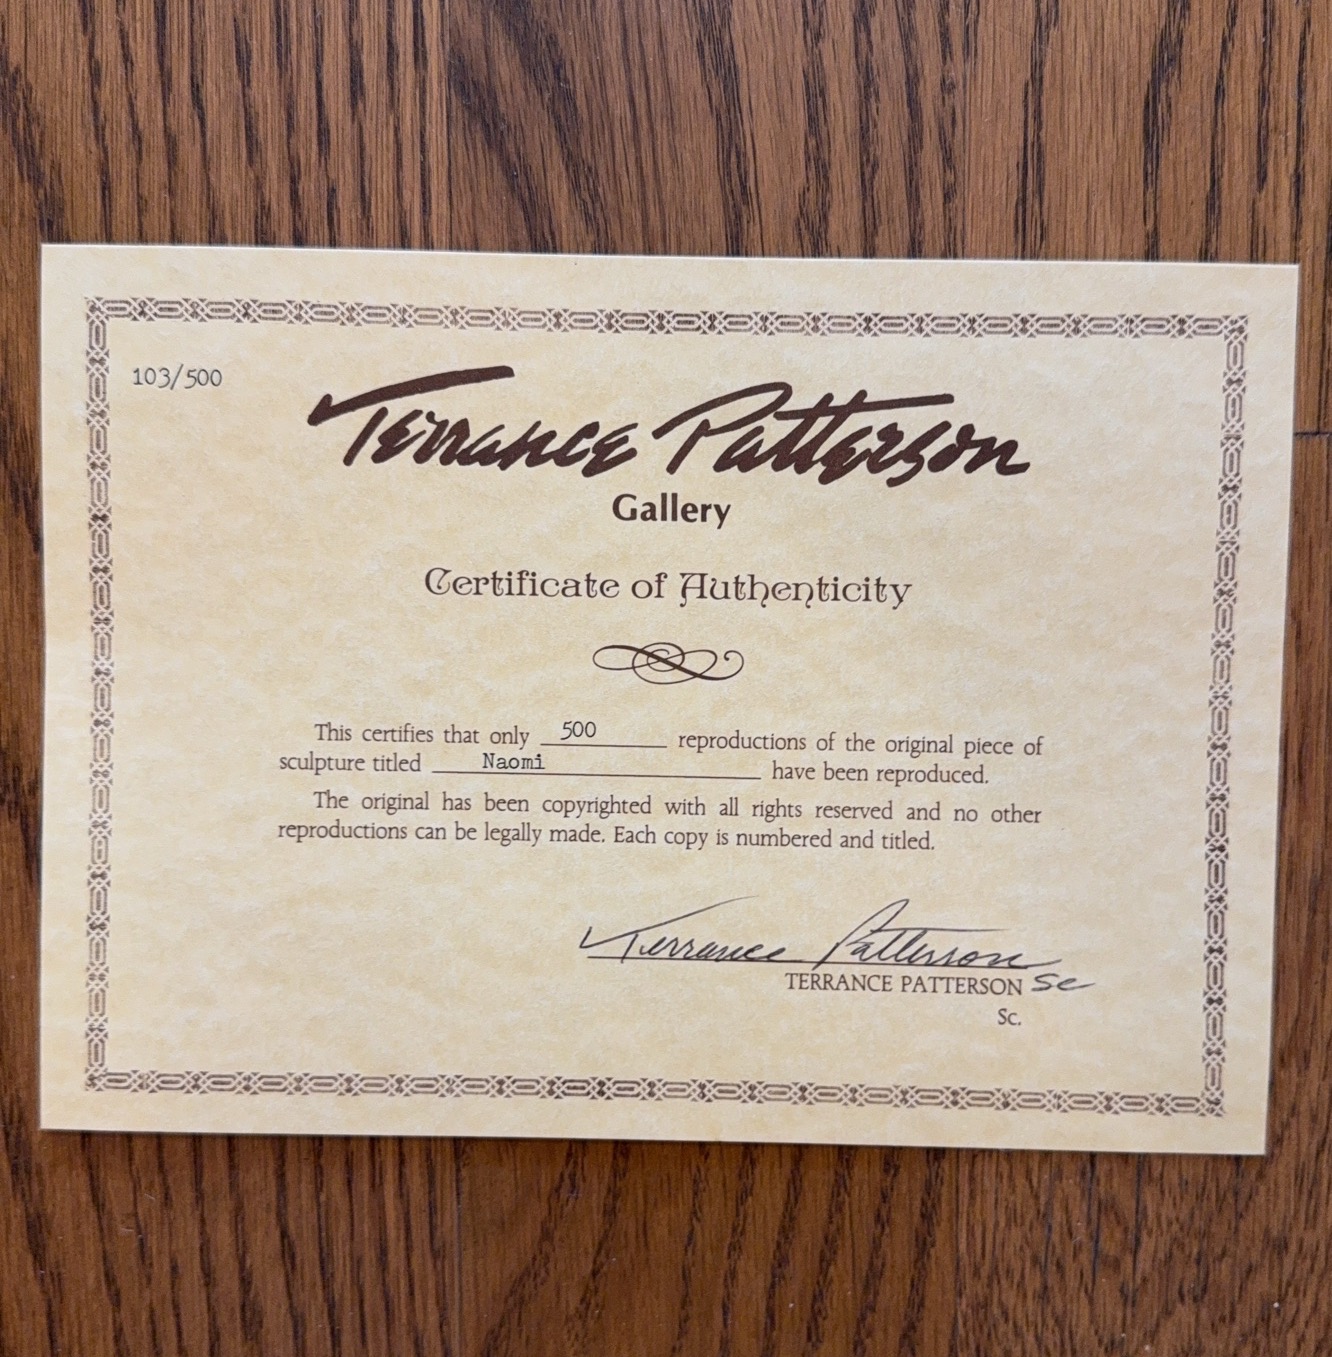 103/500
Terrance Patterson
Gallery
Certificate of Authenticity
This certifies that only 500 reproductions of the original piece of
sculpture titled Naomi have been reproduced.
The original has been copyrighted with all rights reserved and no other
reproductions can be legally made. Each copy is numbered and titled.
Terrance Patterson Sc
TERRANCE PATTERSON
Sc.